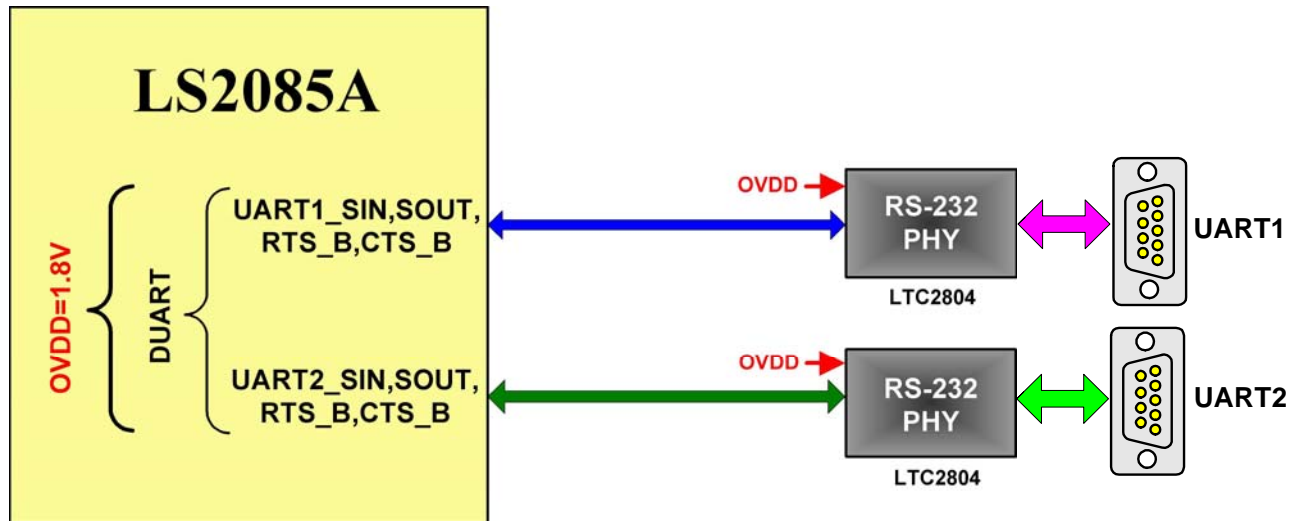 LS2085A
OVDD=1.8V
DUART
UART1_SIN,SOUT,
RTS_B,CTS_B
OVDD
RS-232
PHY
LTC2804
UART1
UART2_SIN,SOUT,
RTS_B,CTS_B
OVDD
RS-232
PHY
LTC2804
UART2